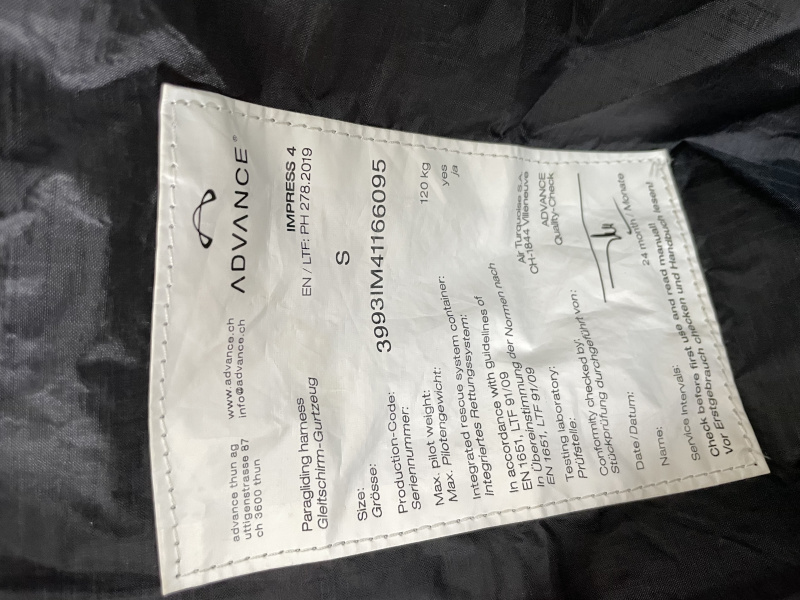 advance thun ag
uttigenstrasse 87
ch 3600 thun
www.advance.ch
info@advance.ch
ADVANCE®
Paragliding harness IMPRESS 4
Gleitschirm-Gurtzeug EN / LTF: PH 278.2019
Size: S
Grösse:
Production-Code: 3993IM41166095
Seriennummer:
Max. pilot weight: 120 kg
Max. Pilotengewicht:
Integrated rescue system container: yes
Integriertes Rettungssystem: ja
In accordance with guidelines of
EN 1651, LTF 91/09
In Übereinstimmung der Normen nach
EN 1651, LTF 91/09
Testing laboratory: Air Turquoise S.A.
Prüfstelle: CH-1844 Villeneuve
Conformity checked by: ADVANCE
Stückprüfung durchgeführt von: Quality-Check
Date/Datum:
Name:
Service Intervals: 24 month/Monate
Check before first use and read manual!
Vor Erstgebrauch checken und Handbuch lesen!